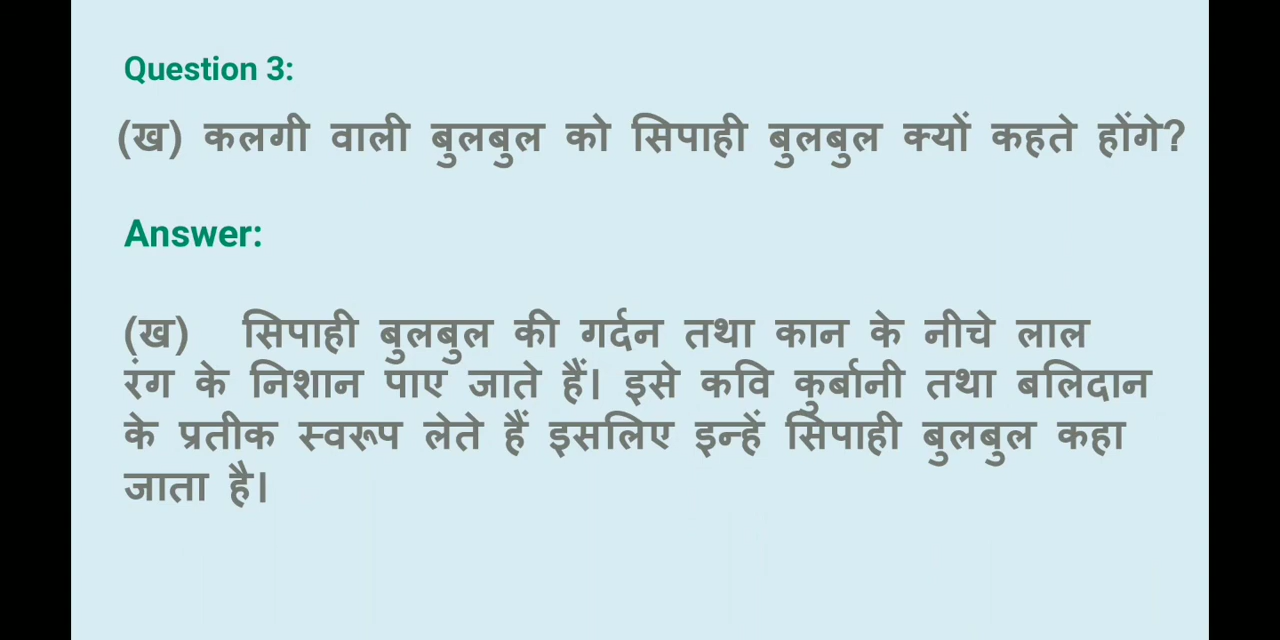 Question 3:
(ख) कलगी वाली बुलबुल को सिपाही बुलबुल क्यों कहते होंगे?
Answer:
(ख) सिपाही बुलबुल की गर्दन तथा कान के नीचे लाल
रंग के निशान पाए जाते हैं। इसे कवि कुर्बानी तथा बलिदान
के प्रतीक स्वरूप लेते हैं इसलिए इन्हें सिपाही बुलबुल कहा
जाता है।